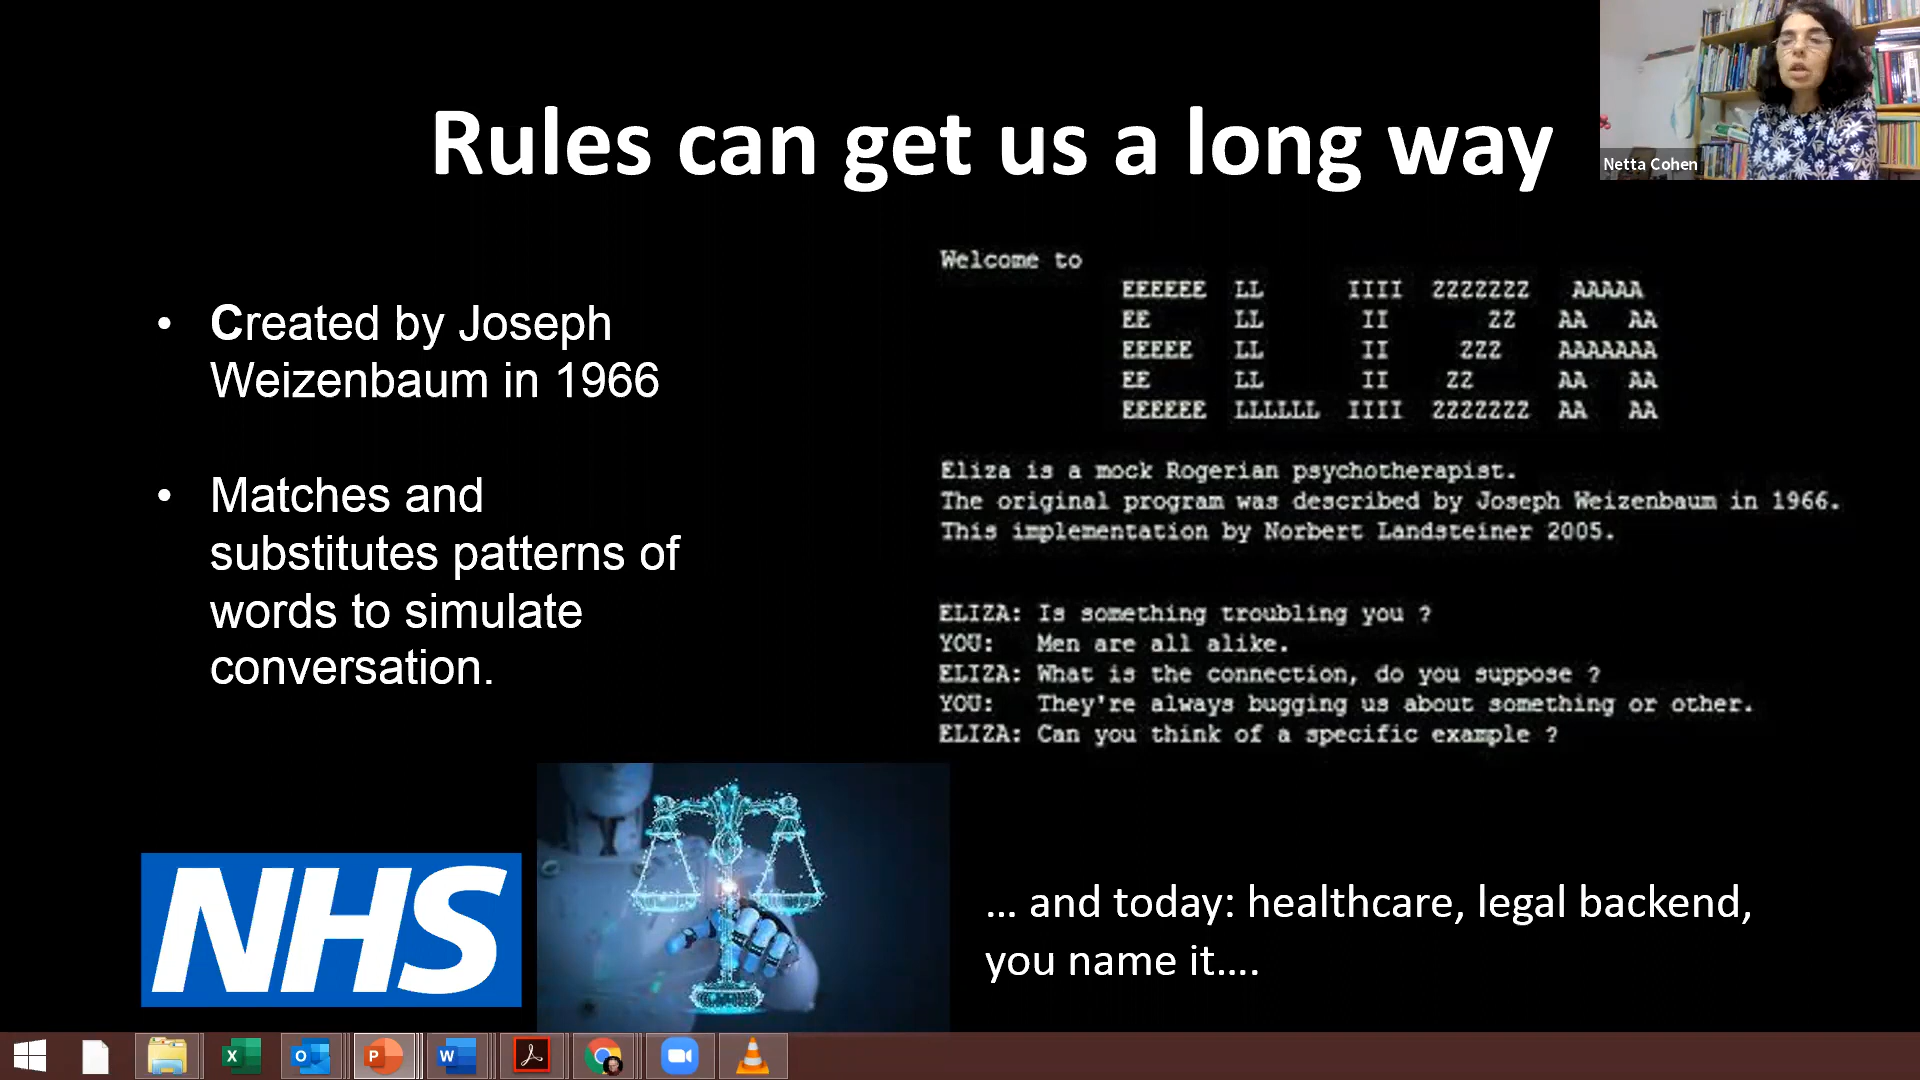 Rules can get us a long way
Netta Cohen
• Created by Joseph
Weizenbaum in 1966
• Matches and
substitutes patterns of
words to simulate
conversation.
Welcome to
EEEEEE LL IIII ZZZZZZZ AAAAA
EE LL II ZZ AA AA
EEEEE LL II ZZZ AAAAAAA
EE LL II ZZ AA AA
EEEEEE LLLLLL IIII ZZZZZZZ AA AA
Eliza is a mock Rogerian psychotherapist.
The original program was described by Joseph Weizenbaum in 1966.
This implementation by Norbert Landsteiner 2005.
ELIZA: Is something troubling you ?
YOU: Men are all alike.
ELIZA: What is the connection, do you suppose ?
YOU: They're always bugging us about something or other.
ELIZA: Can you think of a specific example ?
NHS
... and today: healthcare, legal backend,
you name it....